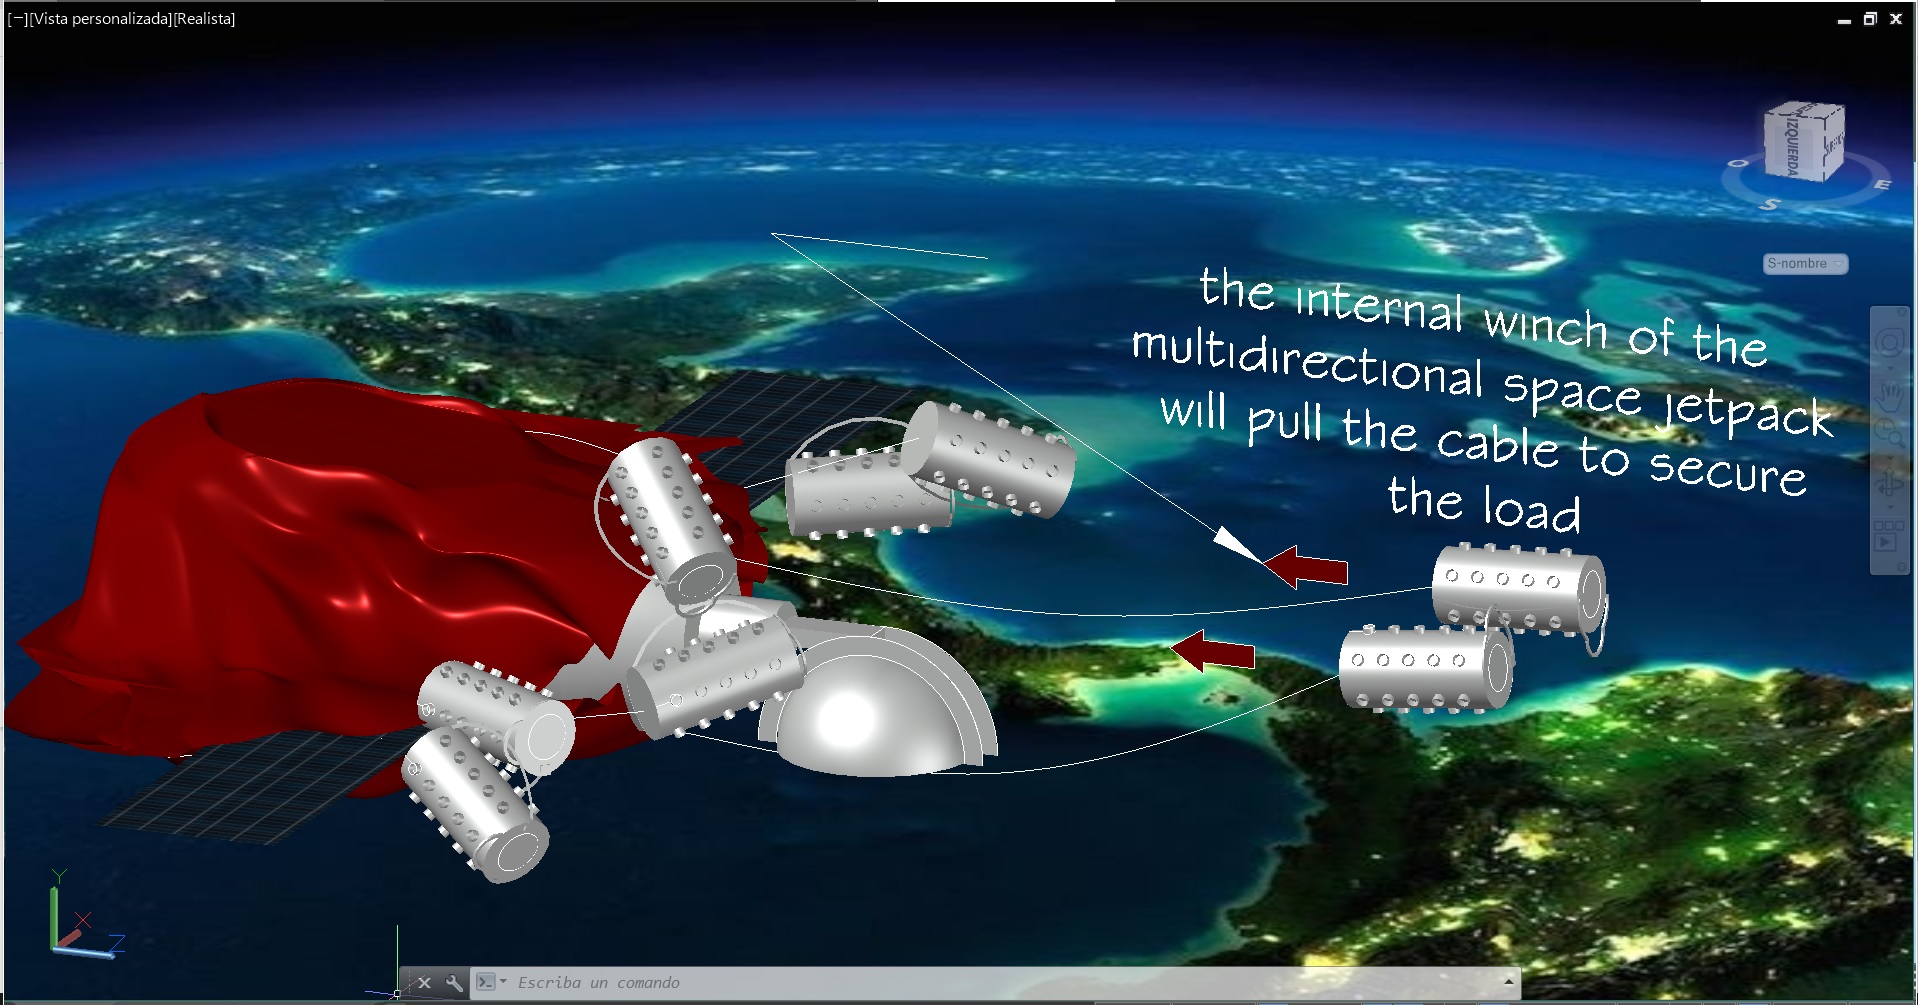 [−][Vista personalizada][Realista]
IZQUIERDA
O
E
S
S-nombre
the internal winch of the
multidirectional space jetpack
will pull the cable to secure
the load
Y
X
Z
Escriba un comando